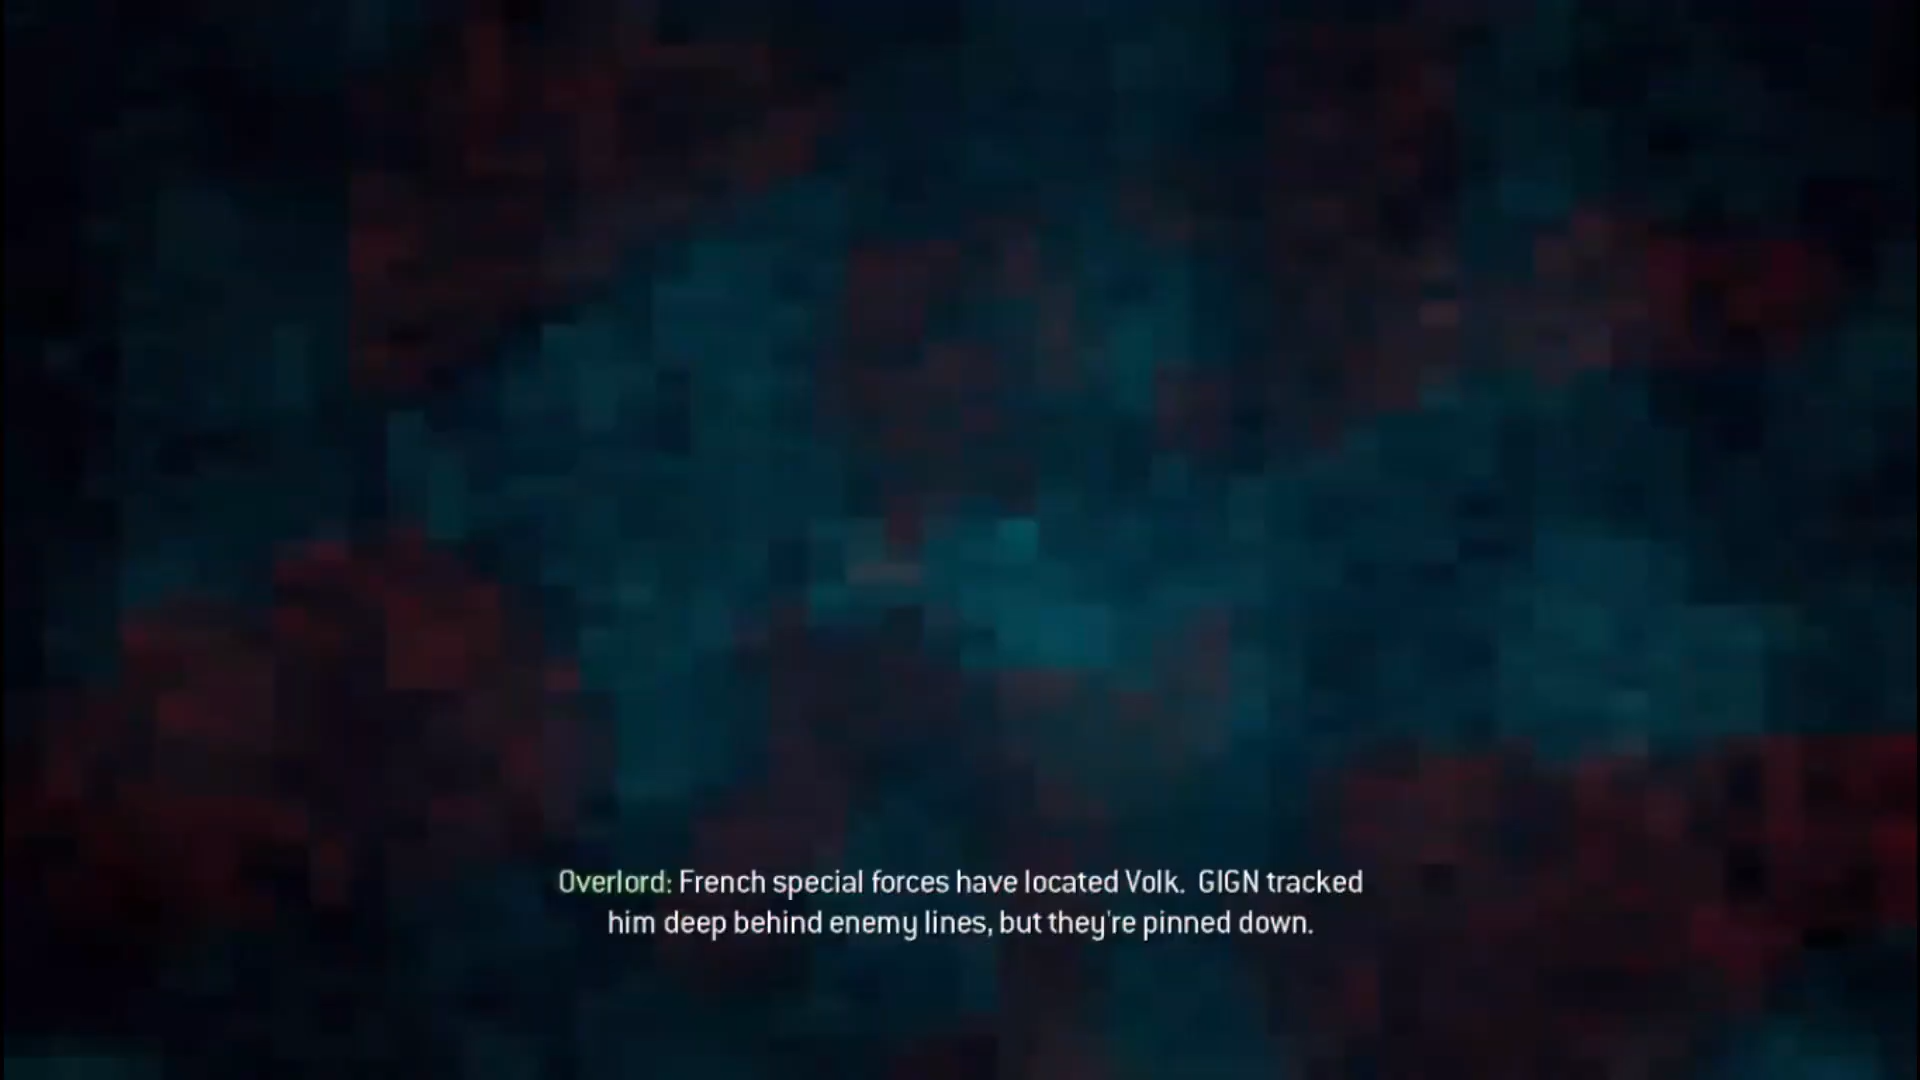 Overlord: French special forces have located Volk.  GIGN tracked
him deep behind enemy lines, but they're pinned down.